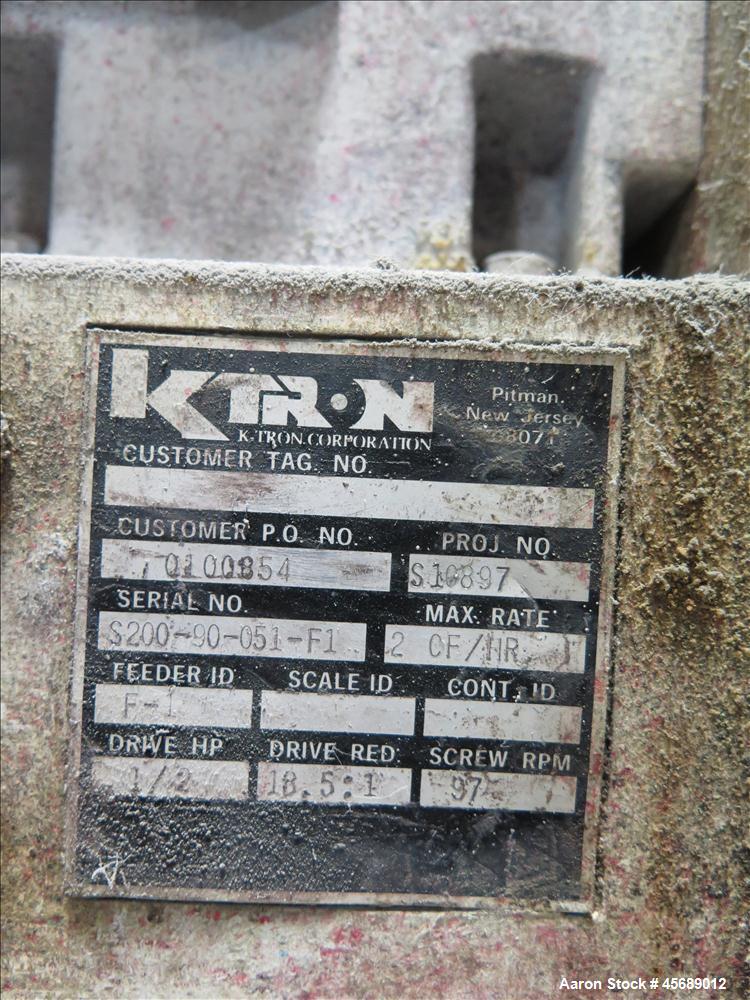 K-TRON
Pitman,
New Jersey
08071
K-TRON CORPORATION
CUSTOMER TAG. NO.
CUSTOMER P.O. NO. PROJ. NO.
0100854 S10897
SERIAL NO. MAX. RATE
S200-90-051-F1 2 CF/HR
FEEDER ID SCALE ID CONT. ID
F-1
DRIVE HP DRIVE RED. SCREW RPM
1/2 18.5:1 97
Aaron Stock # 45689012